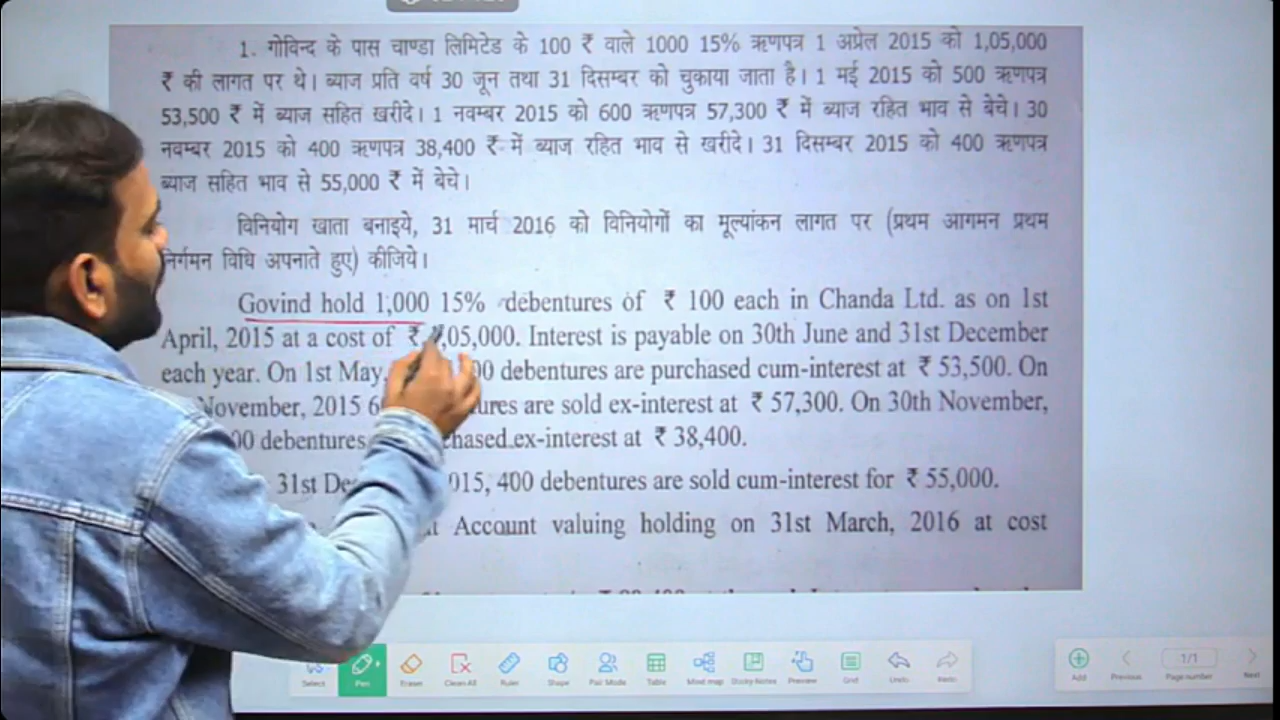 1. गोविन्द के पास चाण्डा लिमिटेड के 100 ₹ वाले 1000 15% ऋणपत्र 1 अप्रेल 2015 को 1,05,000
₹ की लागत पर थे। ब्याज प्रति वर्ष 30 जून तथा 31 दिसम्बर को चुकाया जाता है। 1 मई 2015 को 500 ऋणपत्र
53,500 ₹ में ब्याज सहित खरीदे। 1 नवम्बर 2015 को 600 ऋणपत्र 57,300 ₹ में ब्याज रहित भाव से बेचे। 30
नवम्बर 2015 को 400 ऋणपत्र 38,400 ₹ में ब्याज रहित भाव से खरीदे। 31 दिसम्बर 2015 को 400 ऋणपत्र
ब्याज सहित भाव से 55,000 ₹ में बेचे।
विनियोग खाता बनाइये, 31 मार्च 2016 को विनियोगों का मूल्यांकन लागत पर (प्रथम आगमन प्रथम
निर्गमन विधि अपनाते हुए) कीजिये।
Govind hold 1,000 15% debentures of ₹ 100 each in Chanda Ltd. as on 1st
April, 2015 at a cost of ₹ ,05,000. Interest is payable on 30th June and 31st December
each year. On 1st May, 00 debentures are purchased cum-interest at ₹ 53,500. On
November, 2015 6 tures are sold ex-interest at ₹ 57,300. On 30th November,
00 debentures chased ex-interest at ₹ 38,400.
31st De 015, 400 debentures are sold cum-interest for ₹ 55,000.
Account valuing holding on 31st March, 2016 at cost
Select Pen Eraser Clean All Ruler Shape Pair Mode Table Mind map Sticky Notes Preview Grid Undo Redo Add Previous 1/1 Page number Next